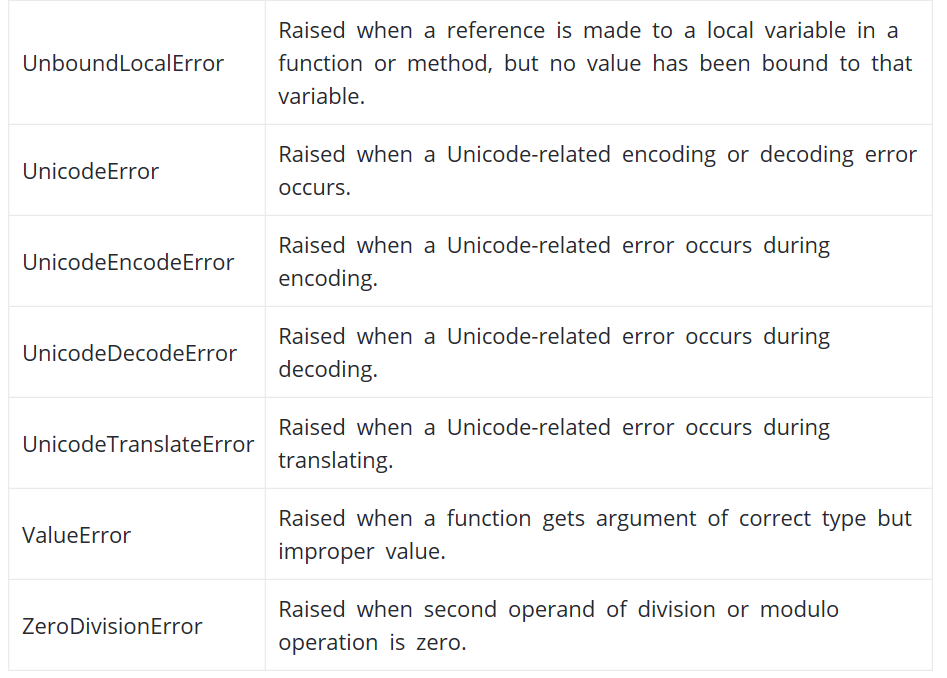 UnboundLocalError
Raised when a reference is made to a local variable in a
function or method, but no value has been bound to that
variable.
UnicodeError
Raised when a Unicode-related encoding or decoding error
occurs.
UnicodeEncodeError
Raised when a Unicode-related error occurs during
encoding.
UnicodeDecodeError
Raised when a Unicode-related error occurs during
decoding.
UnicodeTranslateError
Raised when a Unicode-related error occurs during
translating.
ValueError
Raised when a function gets argument of correct type but
improper value.
ZeroDivisionError
Raised when second operand of division or modulo
operation is zero.